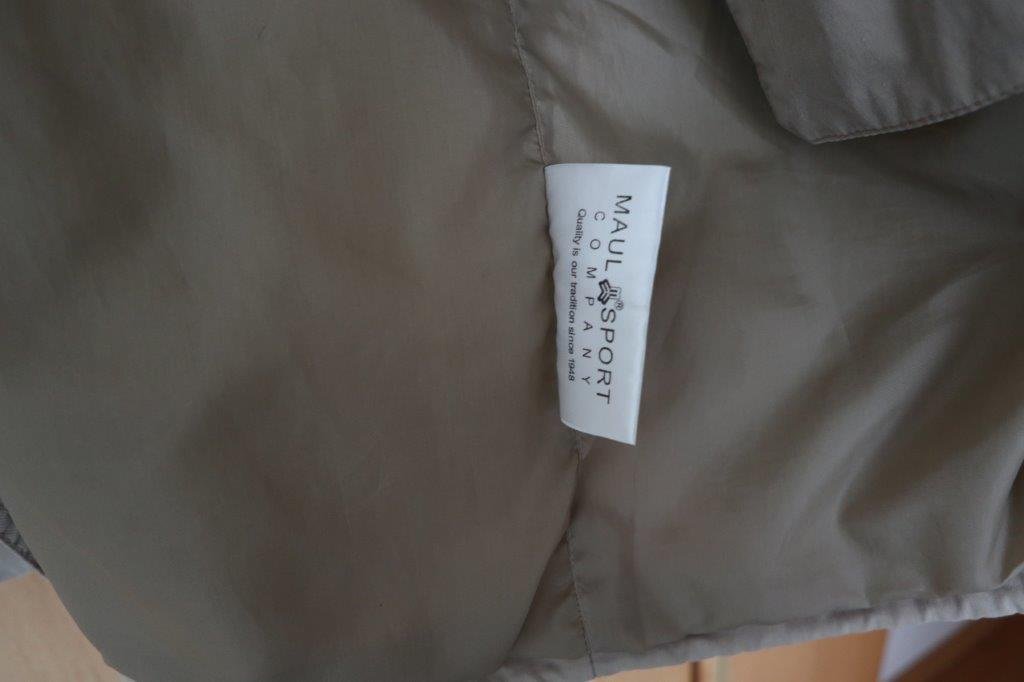 MAUL SPORT®
COMPANY
Quality is our tradition since 1948